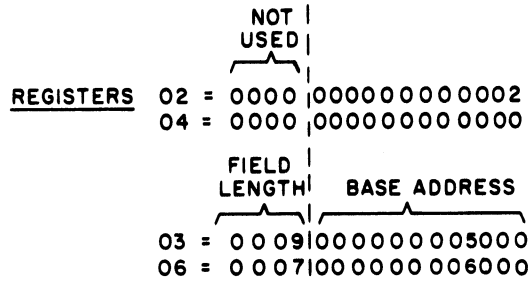 NOT
USED
REGISTERS 02 = 0000 000000000002
04 = 0000 000000000000
FIELD
LENGTH BASE ADDRESS
03 = 0009 000000005000
06 = 0007 000000006000